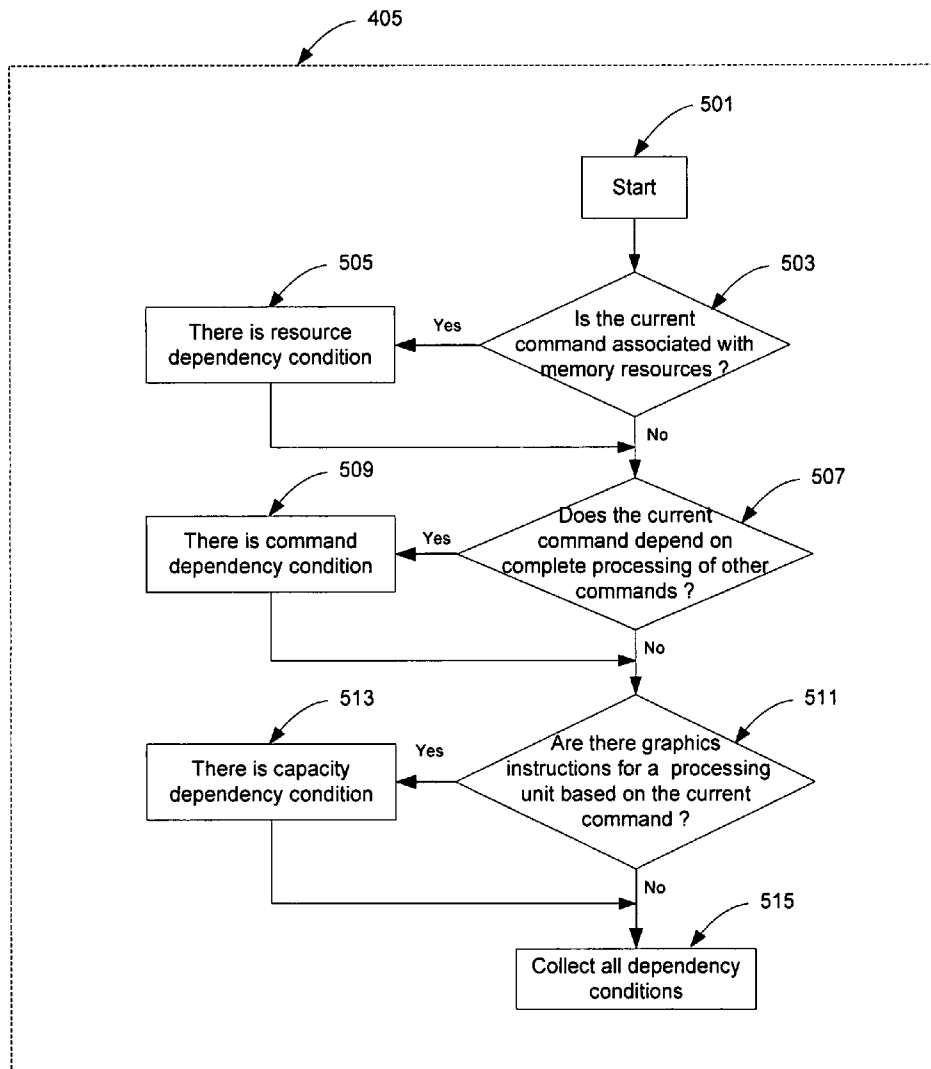 405
501
Start
503
505
There is resource
dependency condition
Yes
Is the current
command associated with
memory resources ?
No
507
509
There is command
dependency condition
Yes
Does the current
command depend on
complete processing of other
commands ?
No
511
513
There is capacity
dependency condition
Yes
Are there graphics
instructions for a processing
unit based on the current
command ?
No
515
Collect all dependency
conditions